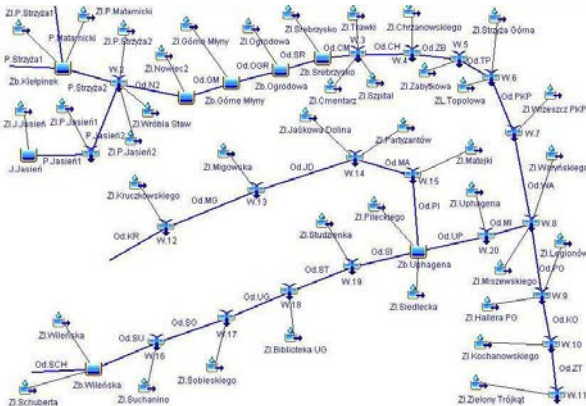 Zl.P.Strzyża1
Zl.P.Matarnicki
P.Matarnicki
P.Strzyża1
Zl.P.Strzyża2
Zb.Kiełpinek
P.Strzyża2
W.2
Zl.Nowiec2
Od.N2
Zl.Górne Młyny
Od.GM
Zb.Górne Młyny
Zl.Ogrodowa
Od.OGR
Zb.Ogrodowa
Zl.Srebrzysko
Od.SR
Zb.Srebrzysko
Zl.Trawki
Od.CM
W.3
Zl.Cmentarz
Zl.Szpital
Zl.Chrzanowskiego
Od.CH
W.4
Od.ZB
Zl.Zabytkowa
W.5
Zl.Strzyża Górna
Od.TP
ZL.Topolowa
W.6
Od.PKP
Zl.Wrzeszcz PKP
W.7
Zl.J.Jasień
J.Jasień
P.Jasień1
Zl.P.Jasień1
P.Jasień2
Zl.Wróbla Staw
Zl.P.Jasień2
Zl.Jaśkowa Dolina
Zl.Partyzantów
Zl.Migowska
Od.JD
W.14
Od.MA
Zl.Matejki
W.15
Zl.Kruczkowskiego
Od.MG
W.13
Od.KR
W.12
Od.PI
Zl.Pileckiego
Zl.Uphagena
Od.WA
Od.MI
W.8
Zl.Studzienka
Od.UP
W.20
Zl.Legionów
Od.SI
Zb.Uphagena
Zl.Miszewskiego
Od.PG
Od.ST
W.19
Zl.Siedlecka
W.9
Zl.Hallera PG
Od.UG
W.18
Od.KO
Zl.Wileńska
Od.SU
Od.SO
W.17
Zl.Biblioteka UG
Zl.Kochanowskiego
W.10
Od.SCH
W.16
Od.ZT
Zb.Wileńska
Zl.Sobieskiego
Zl.Schuberta
Zl.Suchanino
Zl.Zielony Trójkąt